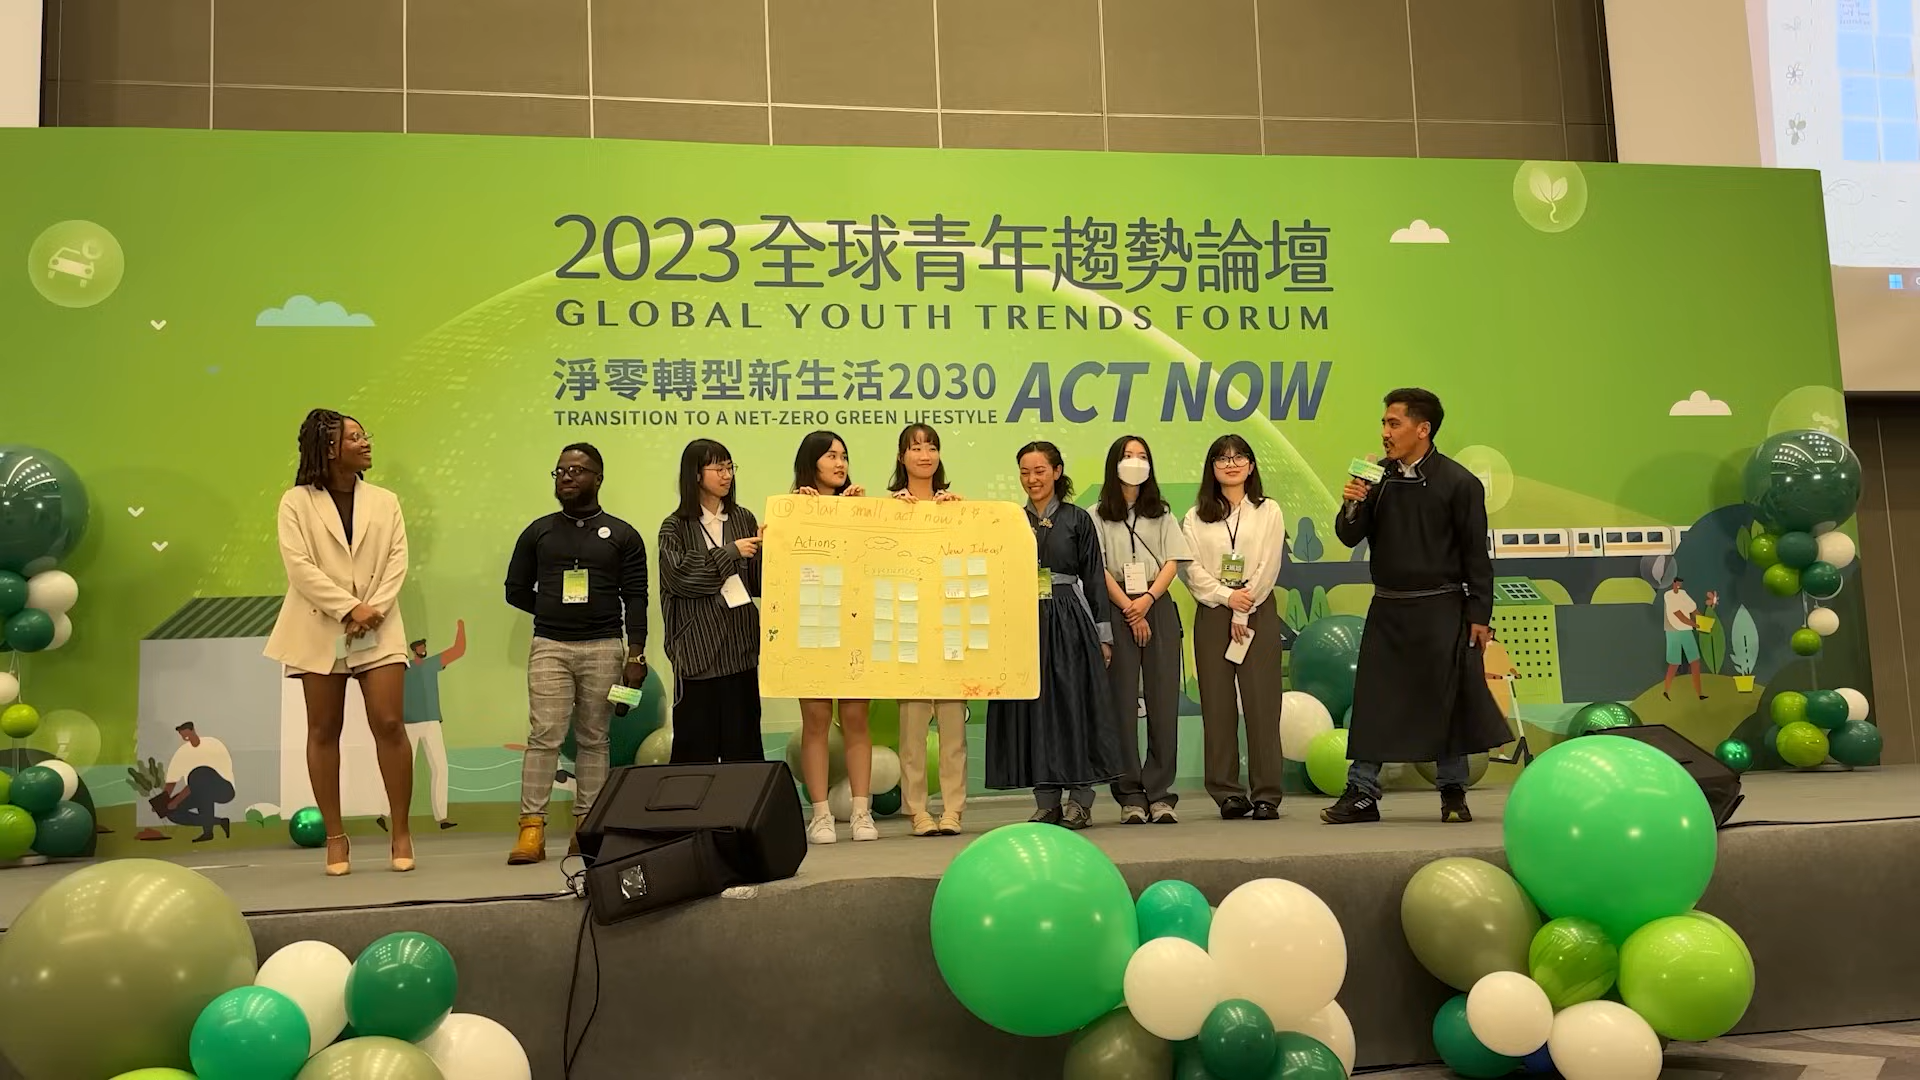 2023全球青年趨勢論壇
GLOBAL YOUTH TRENDS FORUM
淨零轉型新生活2030 ACT NOW
TRANSITION TO A NET-ZERO GREEN LIFESTYLE
10 Start small, act now!
Actions
Experiences
New Ideas!